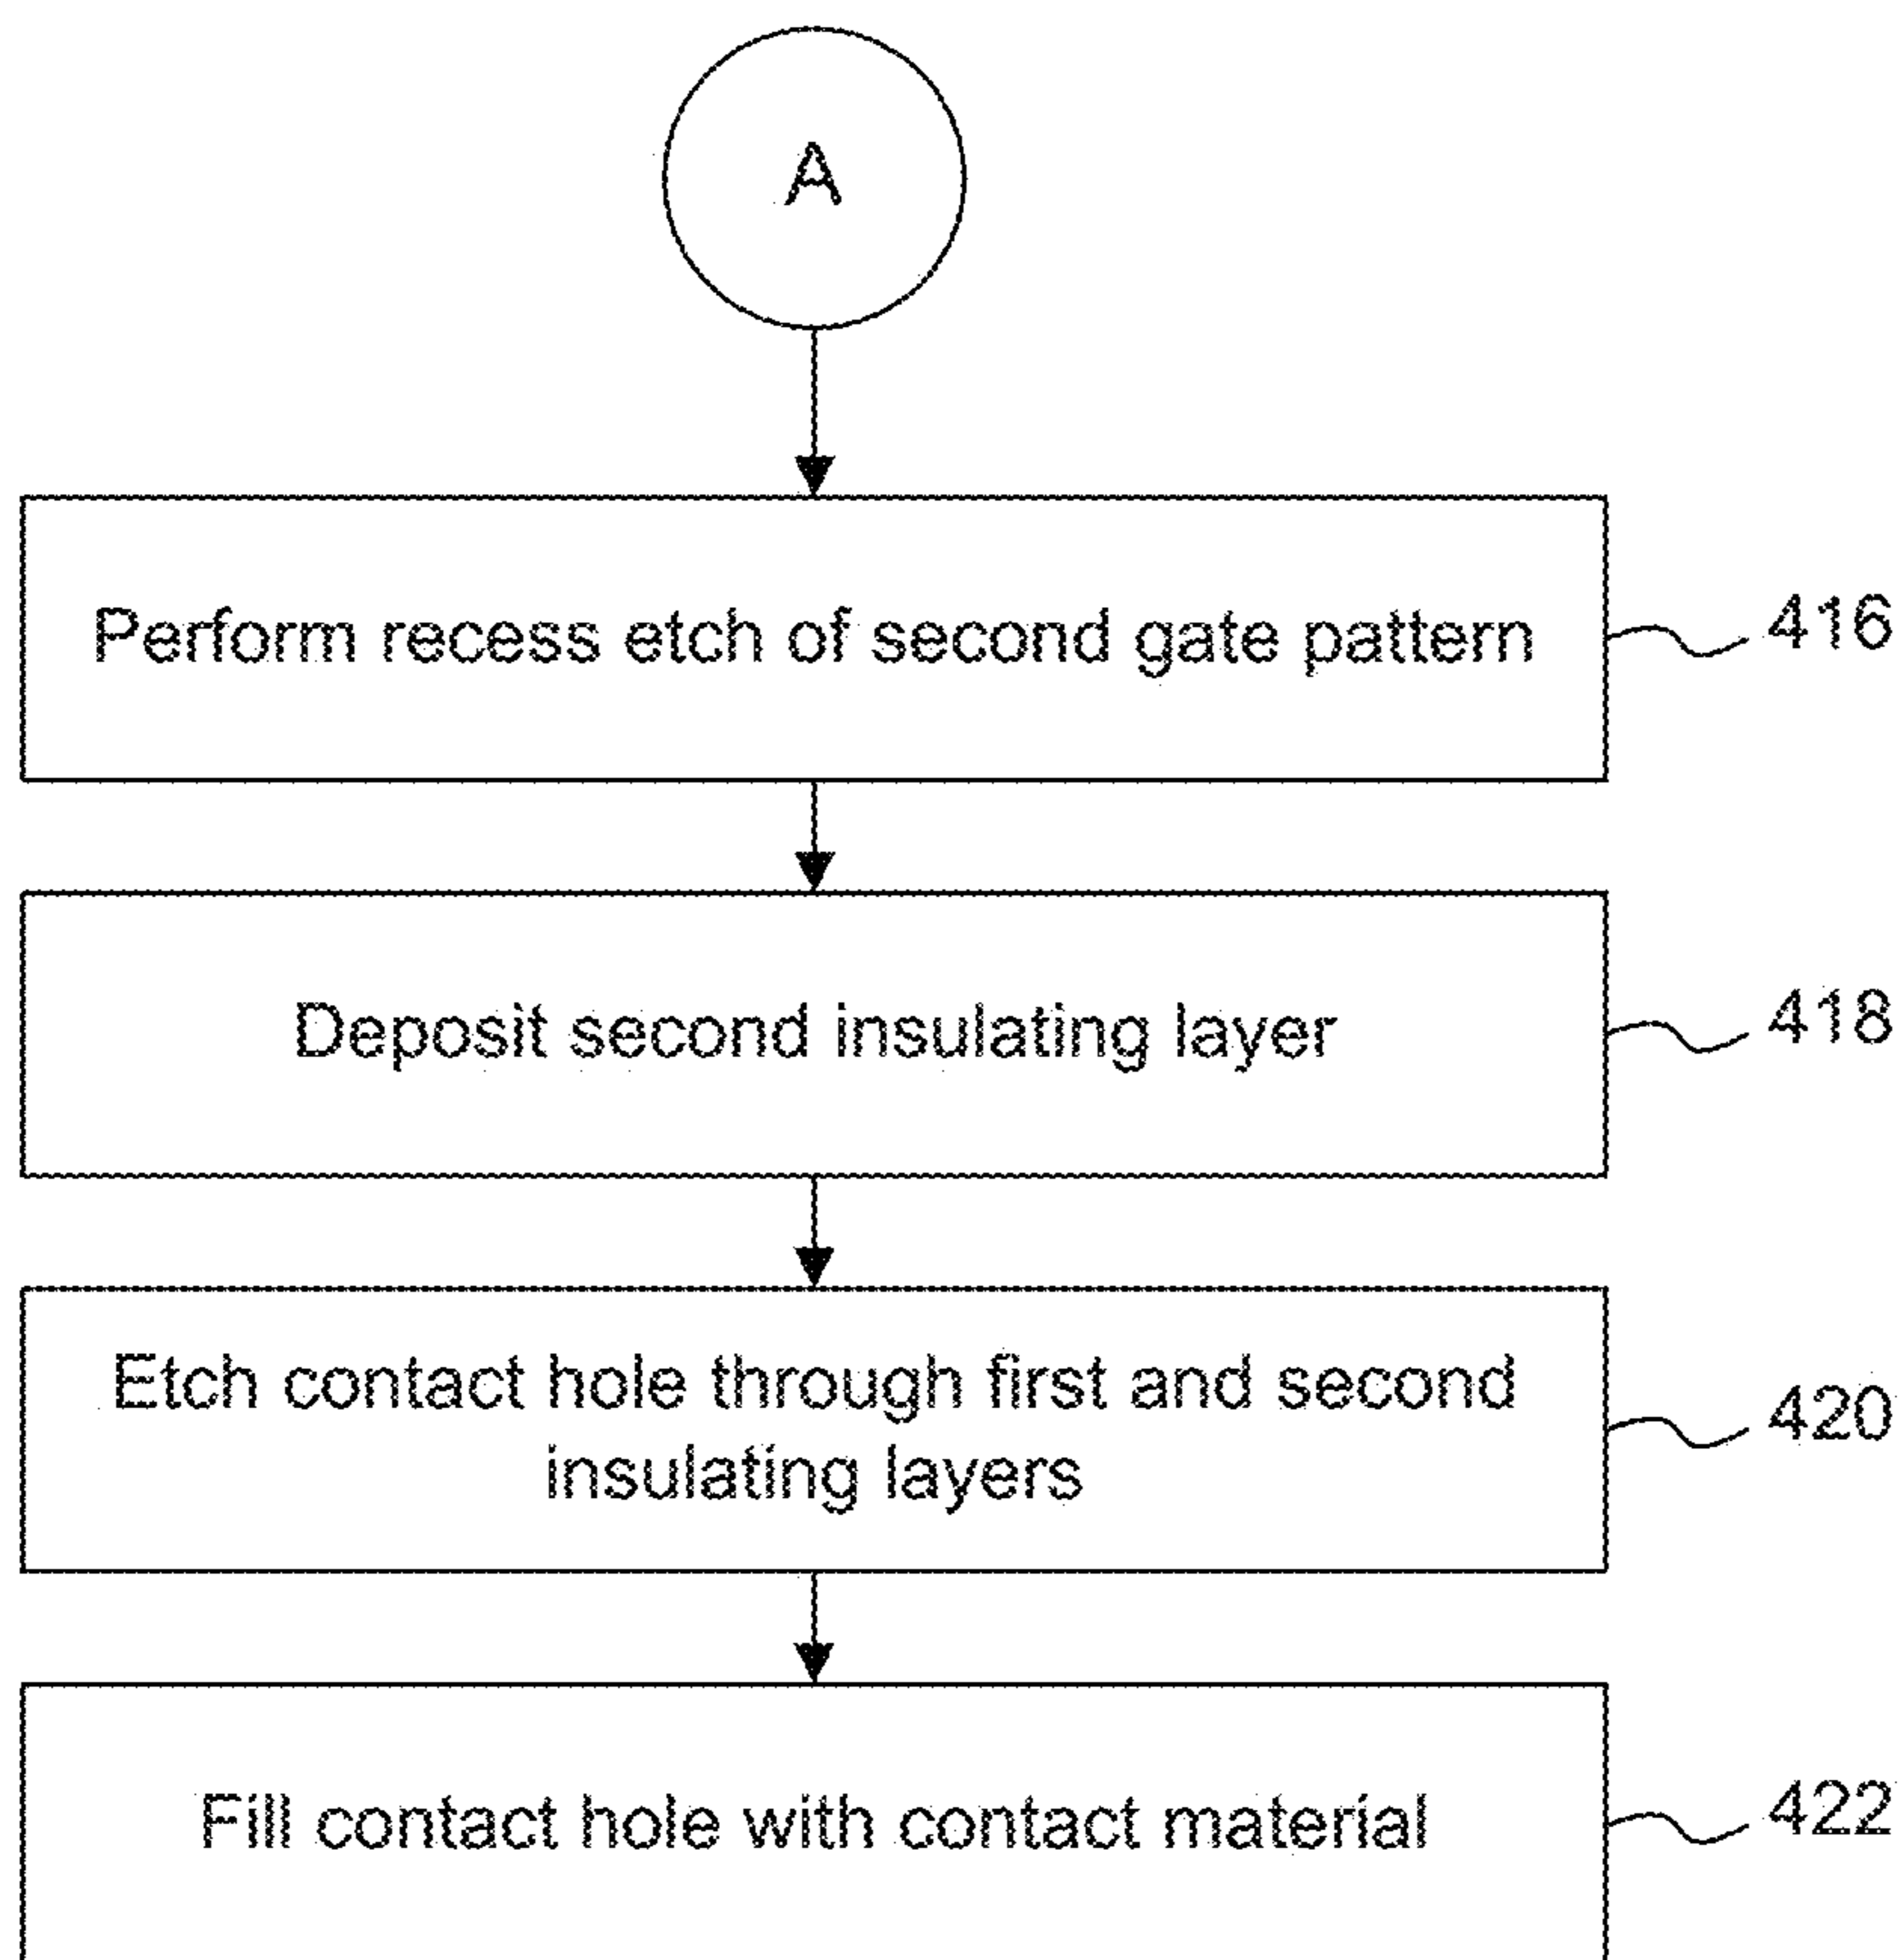 A
Perform recess etch of second gate pattern
416
Deposit second insulating layer
418
Etch contact hole through first and second
insulating layers
420
Fill contact hole with contact material
422